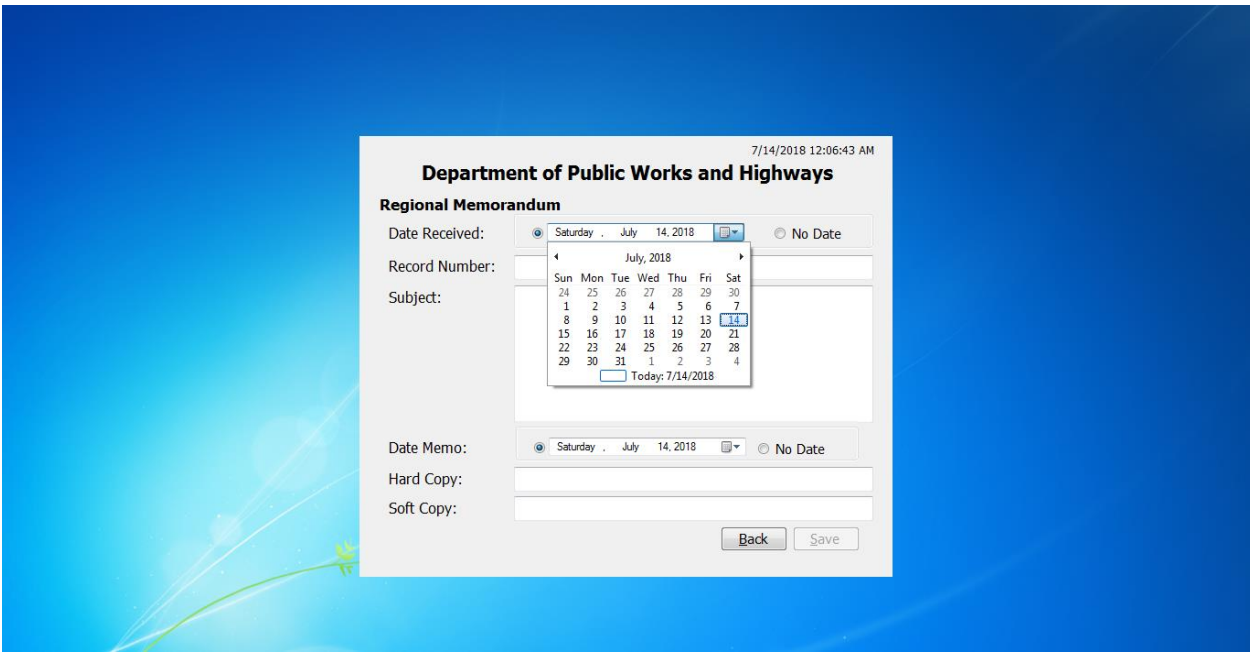 7/14/2018 12:06:43 AM
Department of Public Works and Highways
Regional Memorandum
Date Received: Saturday , July 14, 2018 No Date
Record Number:
July, 2018
Sun Mon Tue Wed Thu Fri Sat
24 25 26 27 28 29 30
1 2 3 4 5 6 7
8 9 10 11 12 13 14
15 16 17 18 19 20 21
22 23 24 25 26 27 28
29 30 31 1 2 3 4
Today: 7/14/2018
Subject:
Date Memo: Saturday , July 14, 2018 No Date
Hard Copy:
Soft Copy:
Back Save